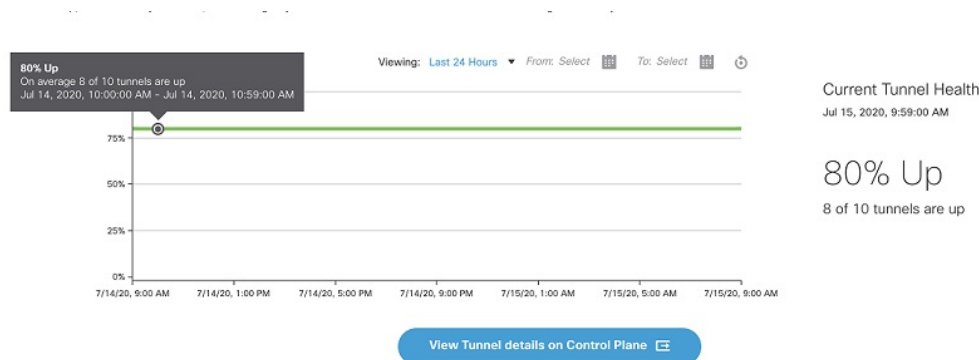 80% Up
On average 8 of 10 tunnels are up
Jul 14, 2020, 10:00:00 AM - Jul 14, 2020, 10:59:00 AM
Viewing: Last 24 Hours From: Select To: Select
75%
50%
25%
0%
7/14/20, 9:00 AM 7/14/20, 1:00 PM 7/14/20, 5:00 PM 7/14/20, 9:00 PM 7/15/20, 1:00 AM 7/15/20, 5:00 AM 7/15/20, 9:00 AM
View Tunnel details on Control Plane
Current Tunnel Health
Jul 15, 2020, 9:59:00 AM
80% Up
8 of 10 tunnels are up